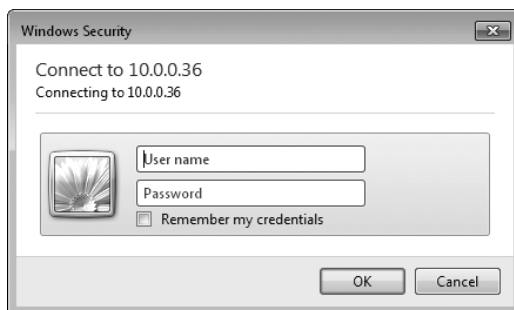 Windows Security
Connect to 10.0.0.36
Connecting to 10.0.0.36
User name
Password
Remember my credentials
OK
Cancel